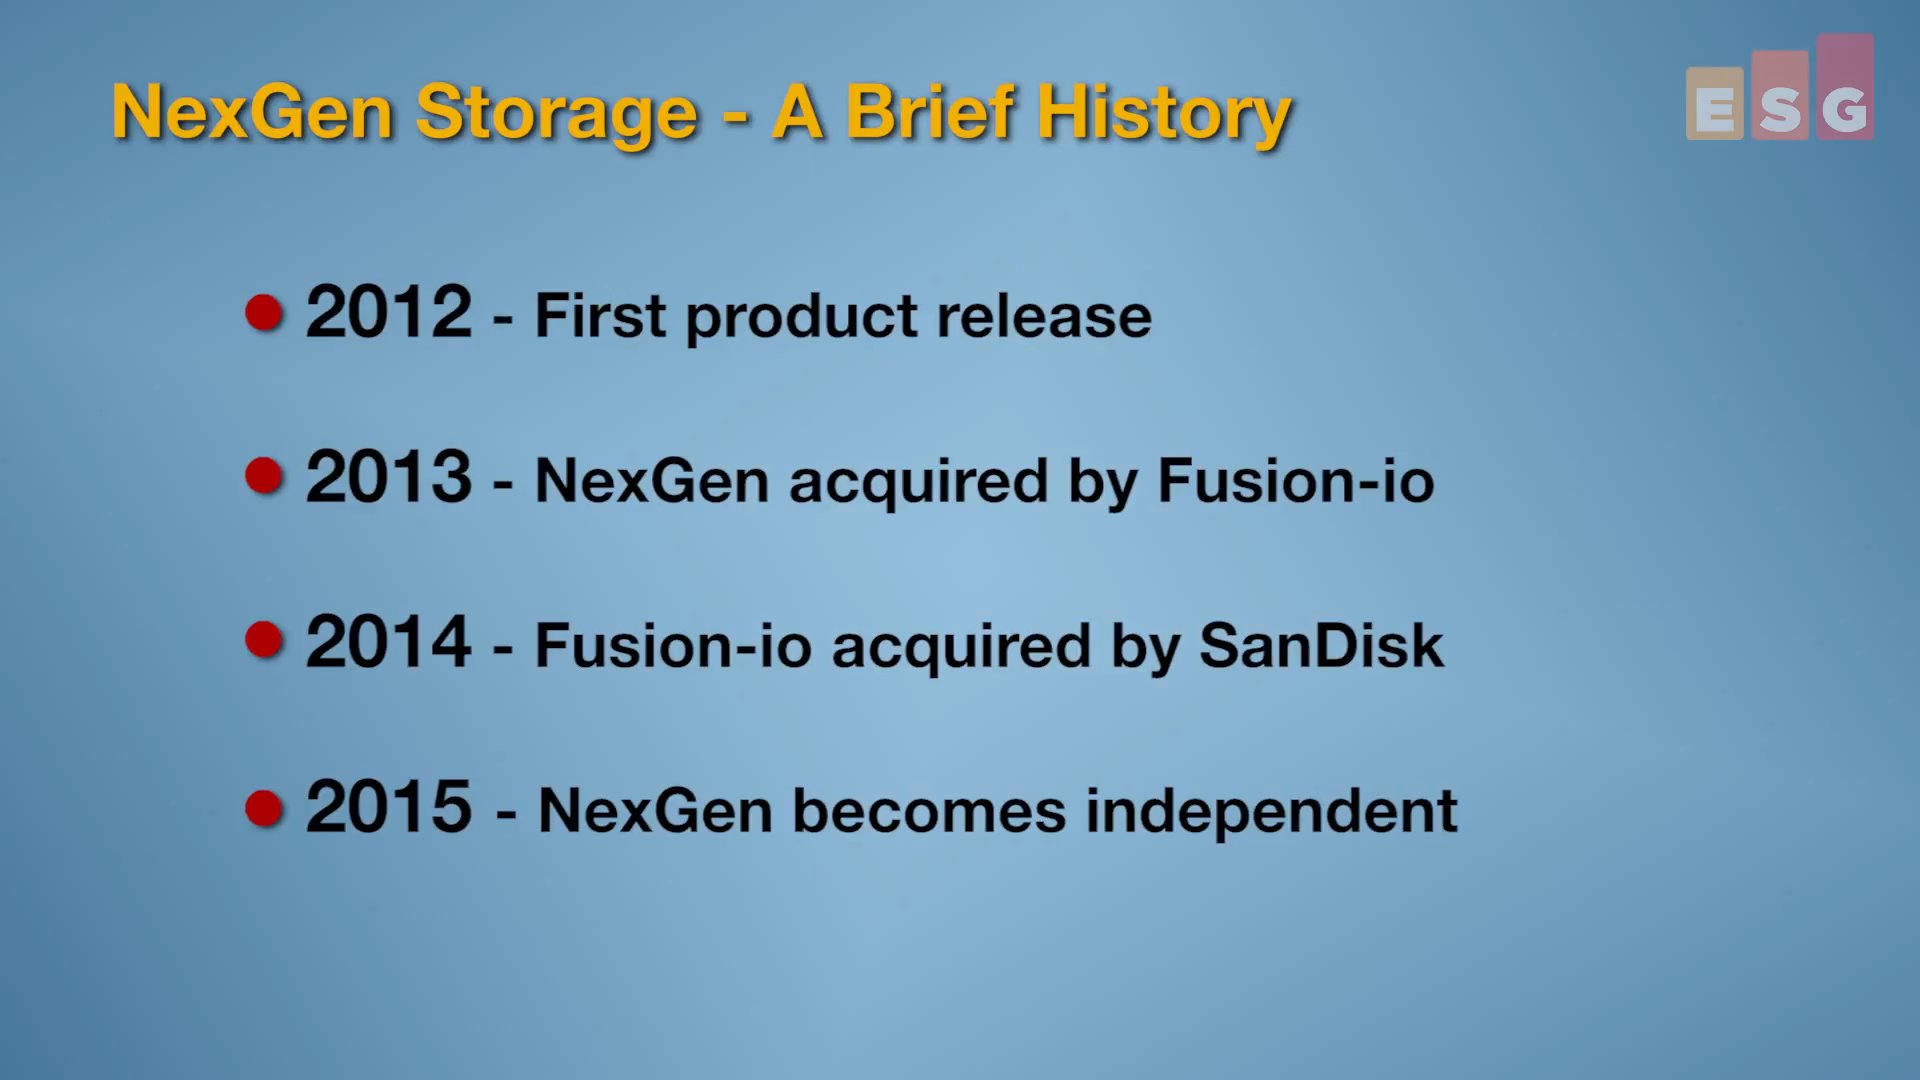 NexGen Storage - A Brief History
ESG
2012 - First product release
2013 - NexGen acquired by Fusion-io
2014 - Fusion-io acquired by SanDisk
2015 - NexGen becomes independent